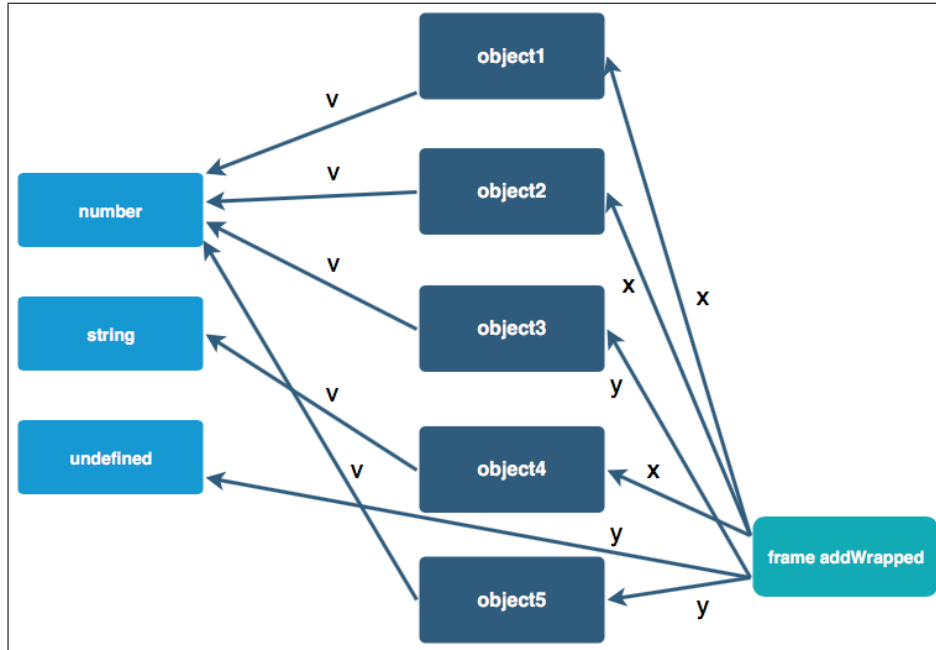 object1
v
object2
v
number
object3
v
x
x
string
y
v
object4
undefined
v
x
y
frame addWrapped
object5
y